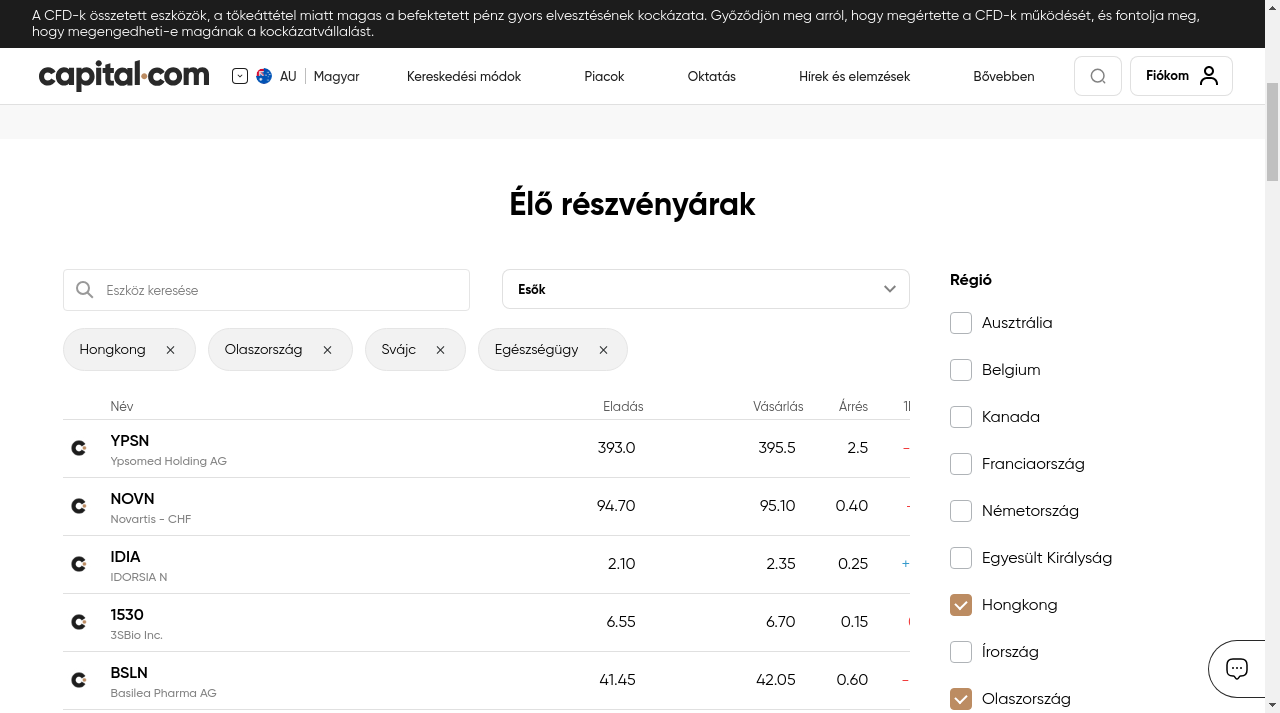 A CFD-k összetett eszközök, a tőkeáttétel miatt magas a befektetett pénz gyors elvesztésének kockázata. Győződjön meg arról, hogy megértette a CFD-k működését, és fontolja meg,
hogy megengedheti-e magának a kockázatvállalást.
capital.com
AU
Magyar
Kereskedési módok
Piacok
Oktatás
Hírek és elemzések
Bővebben
Fiókom
Élő részvényárak
Eszköz keresése
Esők
Hongkong
Olaszország
Svájc
Egészségügy
Név Eladás Vásárlás Árrés
YPSN 393.0 395.5 2.5
Ypsomed Holding AG
NOVN 94.70 95.10 0.40
Novartis - CHF
IDIA 2.10 2.35 0.25
IDORSIA N
1530 6.55 6.70 0.15
3SBio Inc.
BSLN 41.45 42.05 0.60
Basilea Pharma AG
Régió
Ausztrália
Belgium
Kanada
Franciaország
Németország
Egyesült Királyság
Hongkong
Írország
Olaszország